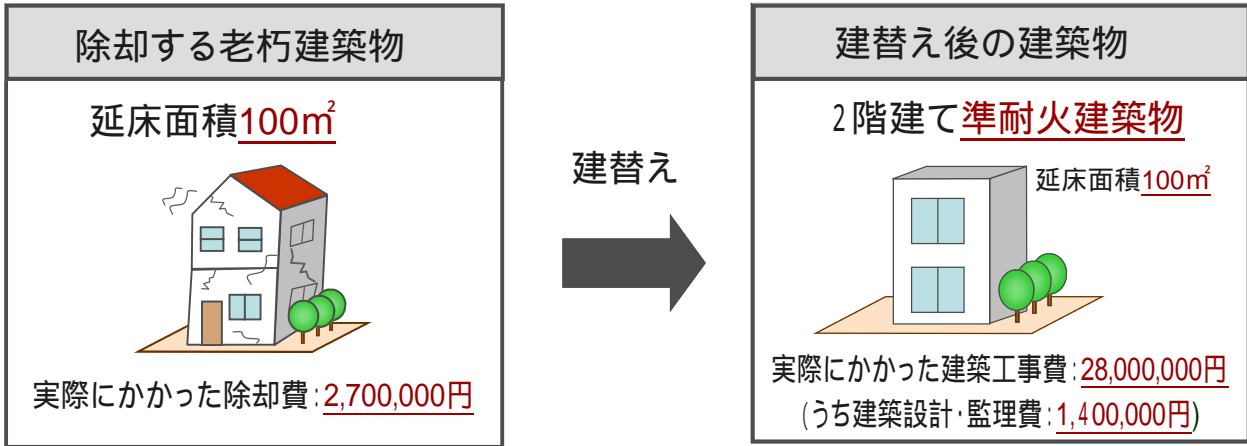 除却する老朽建築物
延床面積100㎡
実際にかかった除却費:2,700,000円
建替え
建替え後の建築物
2階建て準耐火建築物
延床面積100㎡
実際にかかった建築工事費:28,000,000円
(うち建築設計・監理費:1,400,000円)